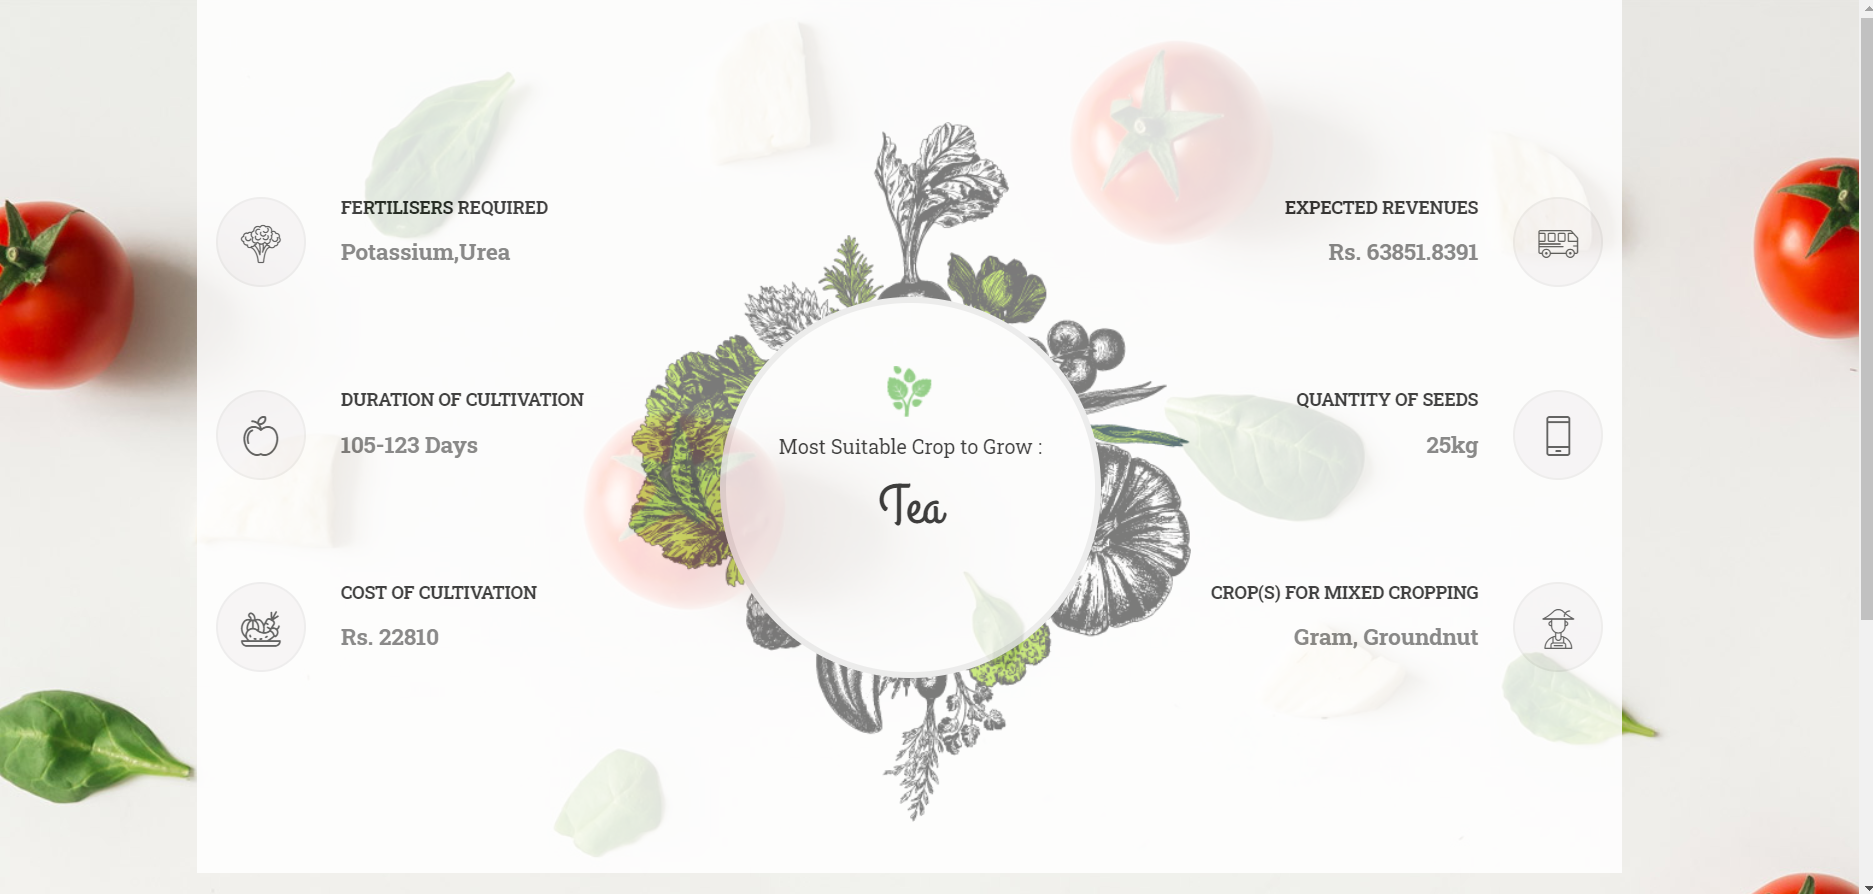 FERTILISERS REQUIRED
Potassium,Urea
DURATION OF CULTIVATION
105-123 Days
COST OF CULTIVATION
Rs. 22810
Most Suitable Crop to Grow :
Tea
EXPECTED REVENUES
Rs. 63851.8391
QUANTITY OF SEEDS
25kg
CROP(S) FOR MIXED CROPPING
Gram, Groundnut